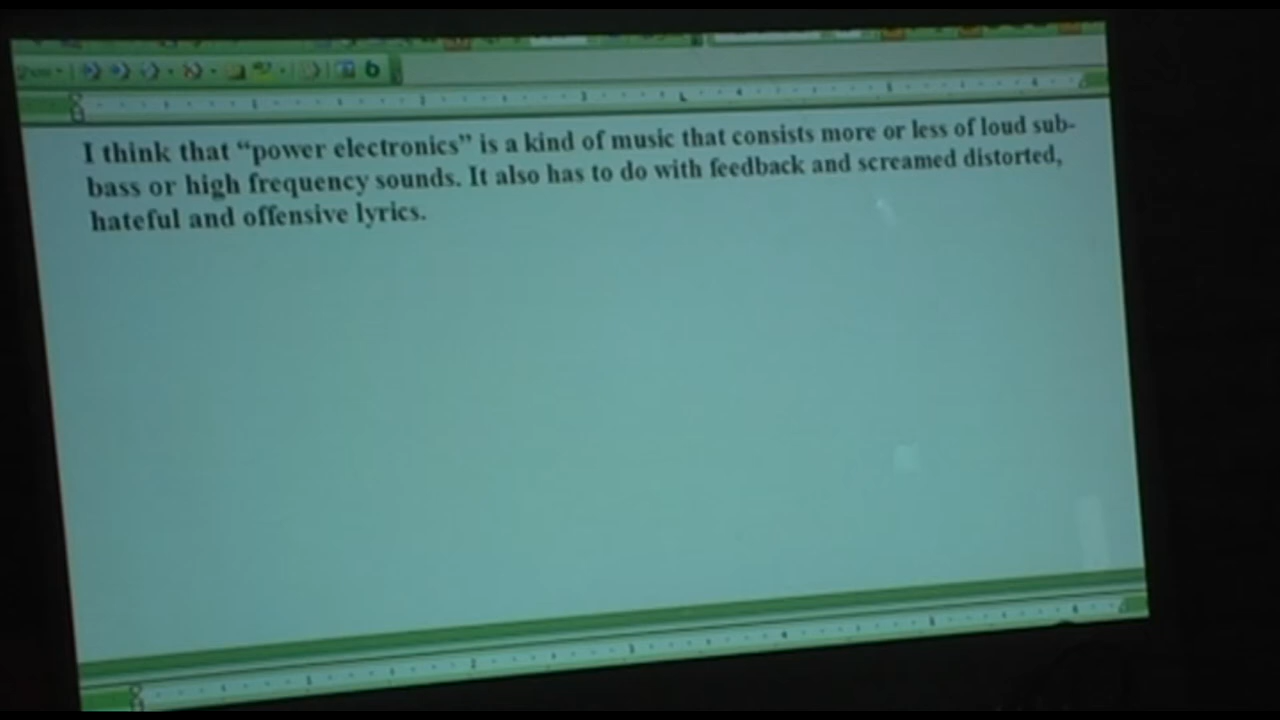 I think that “power electronics” is a kind of music that consists more or less of loud sub-
bass or high frequency sounds. It also has to do with feedback and screamed distorted,
hateful and offensive lyrics.